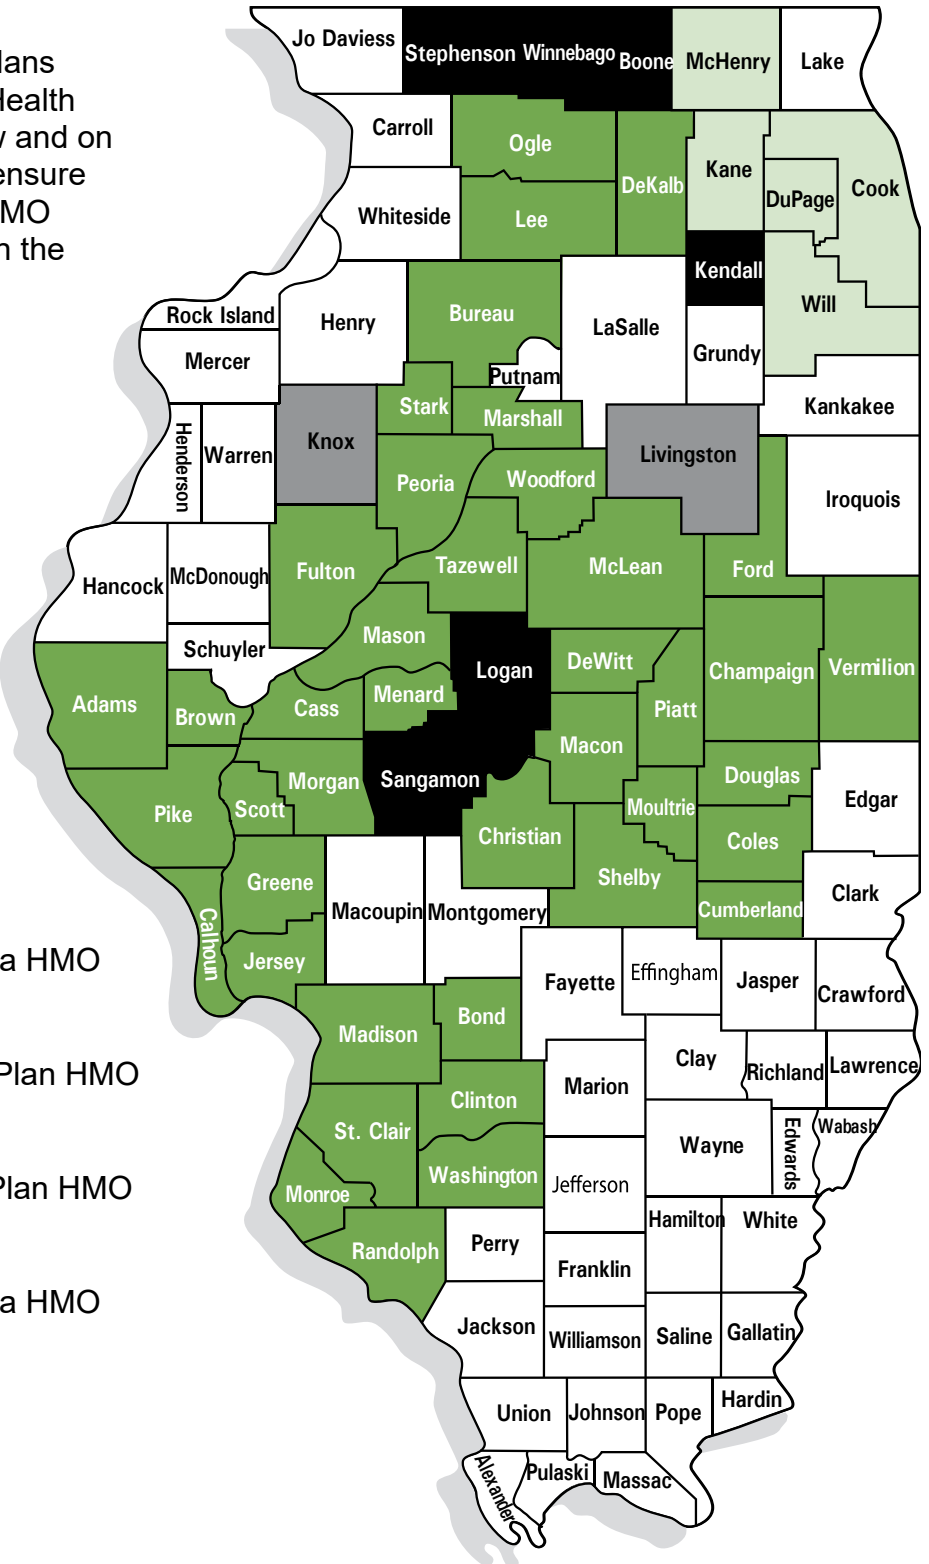 lans
Health
w and on
ensure
MO
n the
Jo Daviess
Stephenson
Winnebago
Boone
McHenry
Lake
Carroll
Ogle
DeKalb
Kane
DuPage
Cook
Whiteside
Lee
Kendall
Will
Rock Island
Henry
Bureau
LaSalle
Grundy
Mercer
Putnam
Kankakee
Stark
Marshall
Henderson
Warren
Knox
Peoria
Woodford
Livingston
Iroquois
Hancock
McDonough
Fulton
Tazewell
McLean
Ford
Schuyler
Mason
Logan
DeWitt
Champaign
Vermilion
Adams
Brown
Cass
Menard
Piatt
Macon
Sangamon
Morgan
Scott
Pike
Christian
Moultrie
Douglas
Edgar
Coles
Shelby
Greene
Macoupin
Montgomery
Cumberland
Clark
Calhoun
Jersey
a HMO
Fayette
Effingham
Jasper
Crawford
Madison
Bond
Plan HMO
Marion
Clay
Richland
Lawrence
Clinton
St. Clair
Wayne
Edwards
Wabash
Washington
Plan HMO
Monroe
Jefferson
Hamilton
White
Randolph
Perry
Franklin
a HMO
Jackson
Williamson
Saline
Gallatin
Union
Johnson
Pope
Hardin
Alexander
Pulaski
Massac